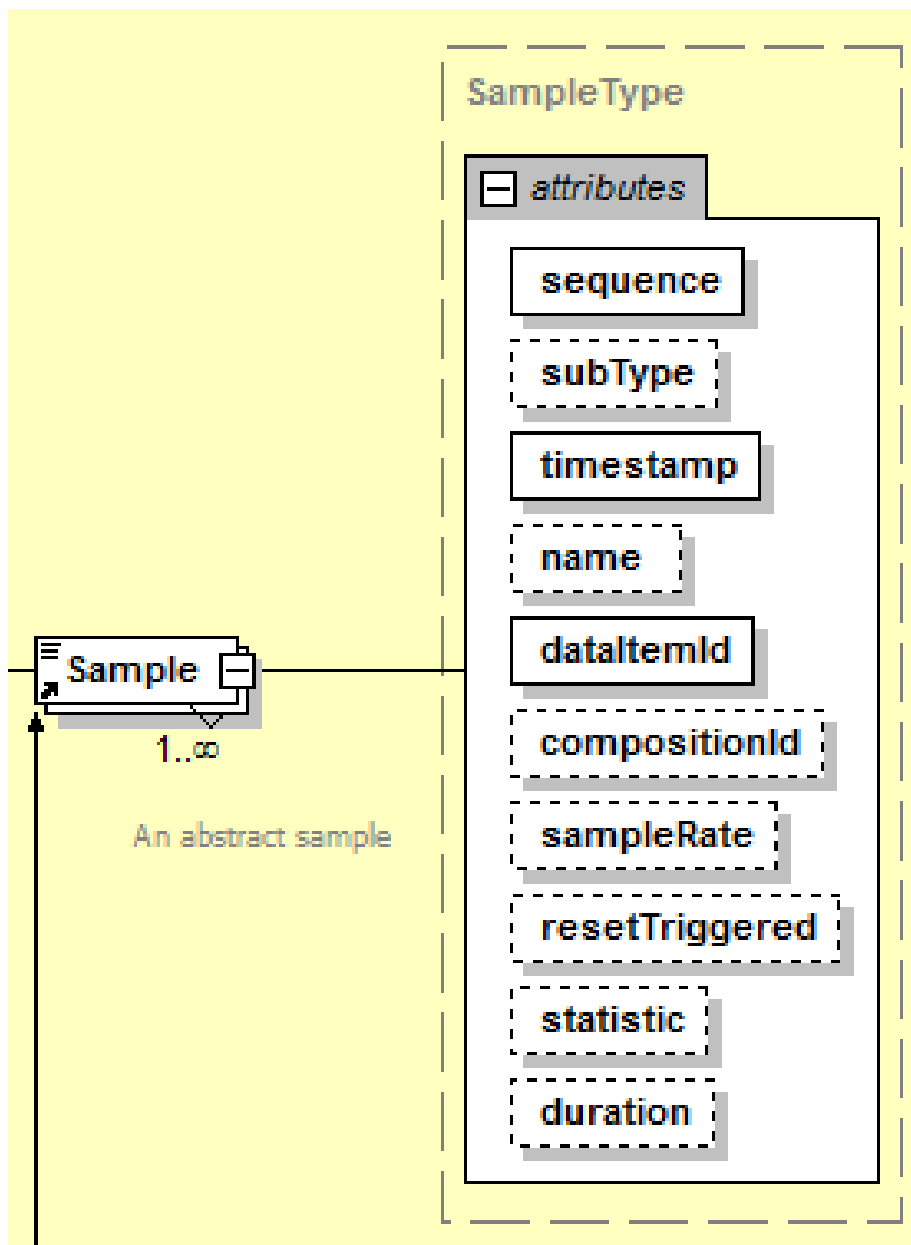 SampleType
attributes
sequence
subType
timestamp
name
dataItemId
Sample
1..∞
compositionId
An abstract sample
sampleRate
resetTriggered
statistic
duration